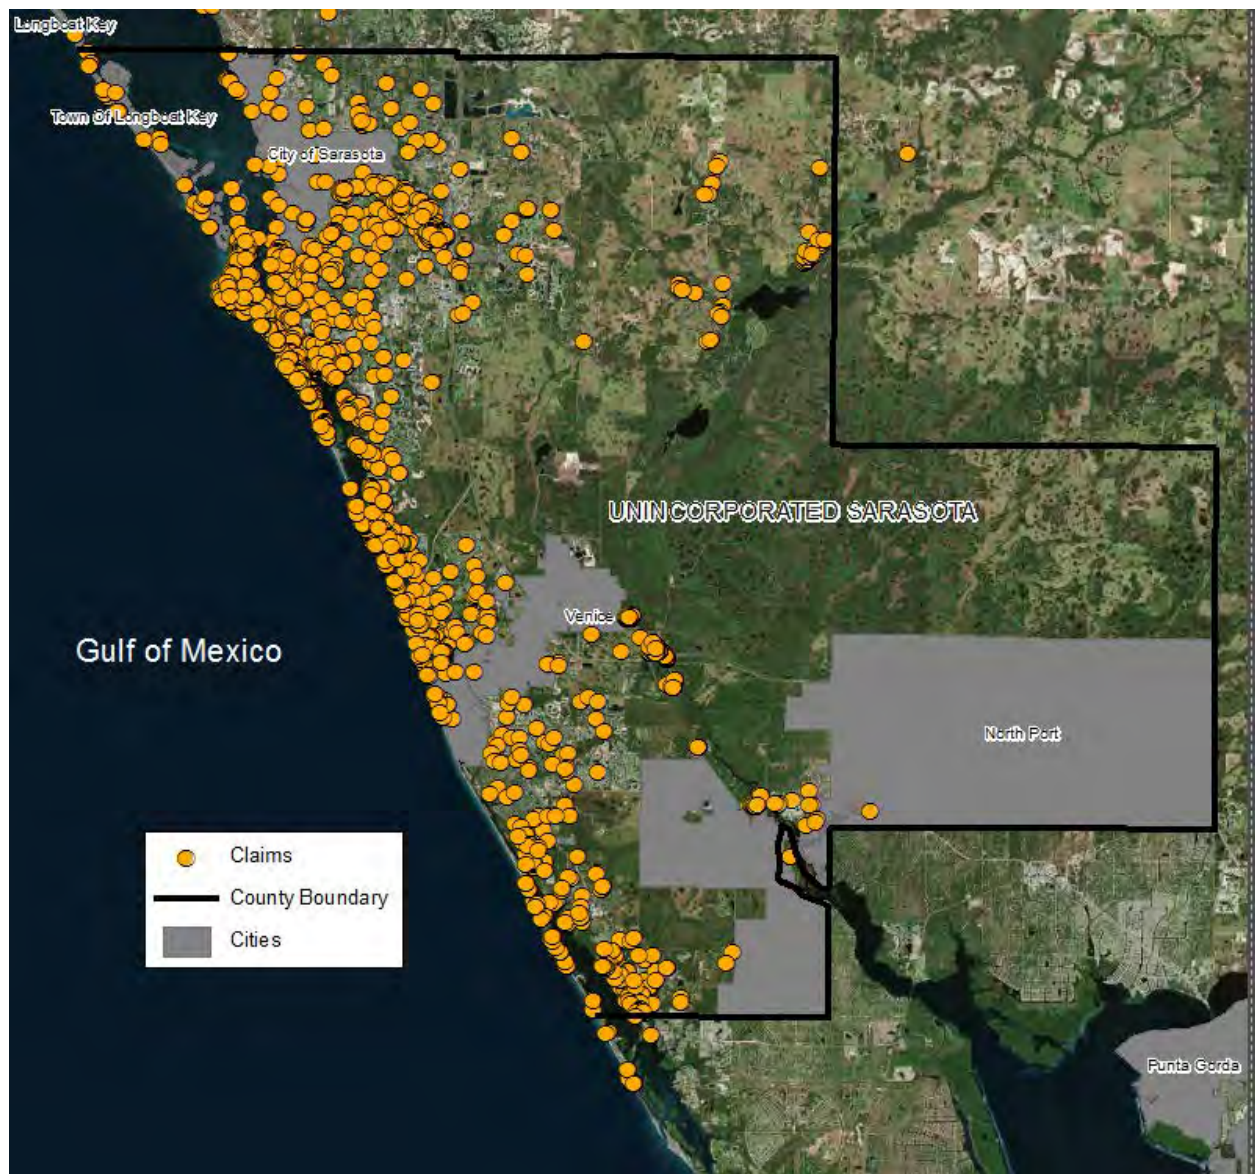 Longboat Key
Town Of Longboat Key
City of Sarasota
UNINCORPORATED SARASOTA
Venice
Gulf of Mexico
North Port
Claims
County Boundary
Cities
Punta Gorda